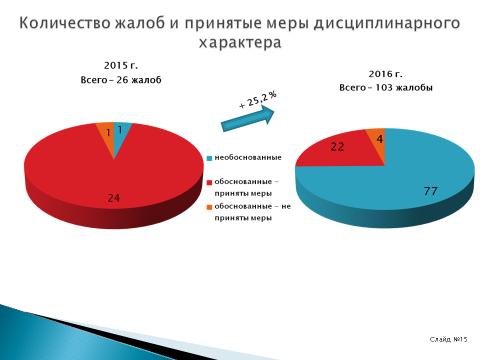 Количество жалоб и принятые меры дисциплинарного
характера
2015 г.
Всего – 26 жалоб
1
1
24
+ 25,2 %
необоснованные
обоснованные –
приняты меры
обоснованные – не
приняты меры
2016 г.
Всего – 103 жалобы
22
4
77
Слайд №15